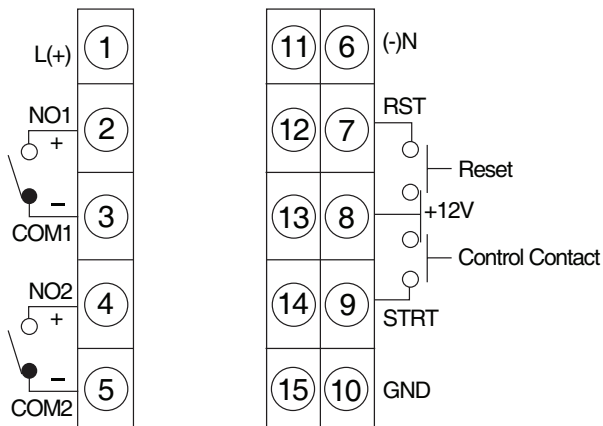 L(+) 1
NO1 2
+
−
COM1 3
NO2 4
+
−
COM2 5
11 6 (-)N
12 7 RST
Reset
13 8 +12V
Control Contact
14 9 STRT
15 10 GND